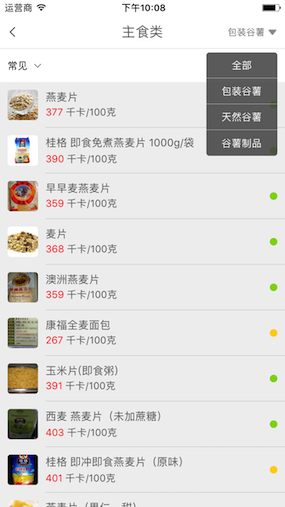 运营商 下午10:08
主食类 包装谷薯
常见 全部
包装谷薯
天然谷薯
谷薯制品
燕麦片
377 千卡/100克
桂格 即食免煮燕麦片 1000g/袋
390 千卡/100克
早早麦燕麦片
359 千卡/100克
麦片
368 千卡/100克
澳洲燕麦片
359 千卡/100克
康福全麦面包
267 千卡/100克
玉米片(即食粥)
391 千卡/100克
西麦 燕麦片（未加蔗糖）
403 千卡/100克
桂格 即冲即食燕麦片（原味）
401 千卡/100克
燕麦片（果仁、甜）